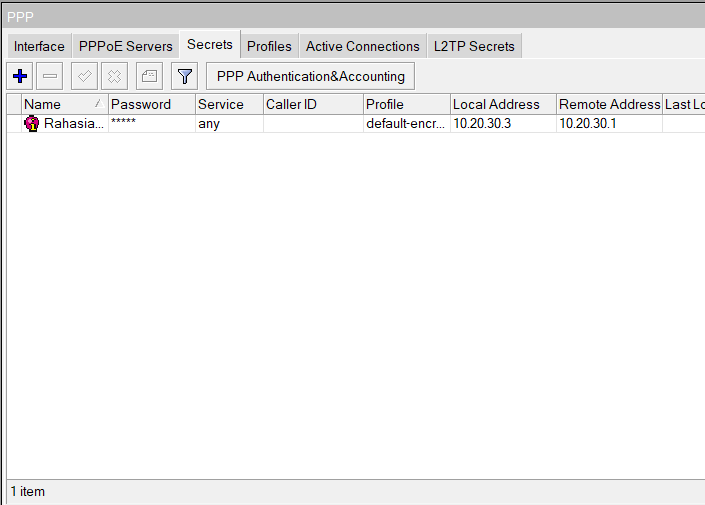 PPP
Interface PPPoE Servers Secrets Profiles Active Connections L2TP Secrets
PPP Authentication&Accounting
Name Password Service Caller ID Profile Local Address Remote Address Last Lo
Rahasia... ***** any default-encr... 10.20.30.3 10.20.30.1
1 item